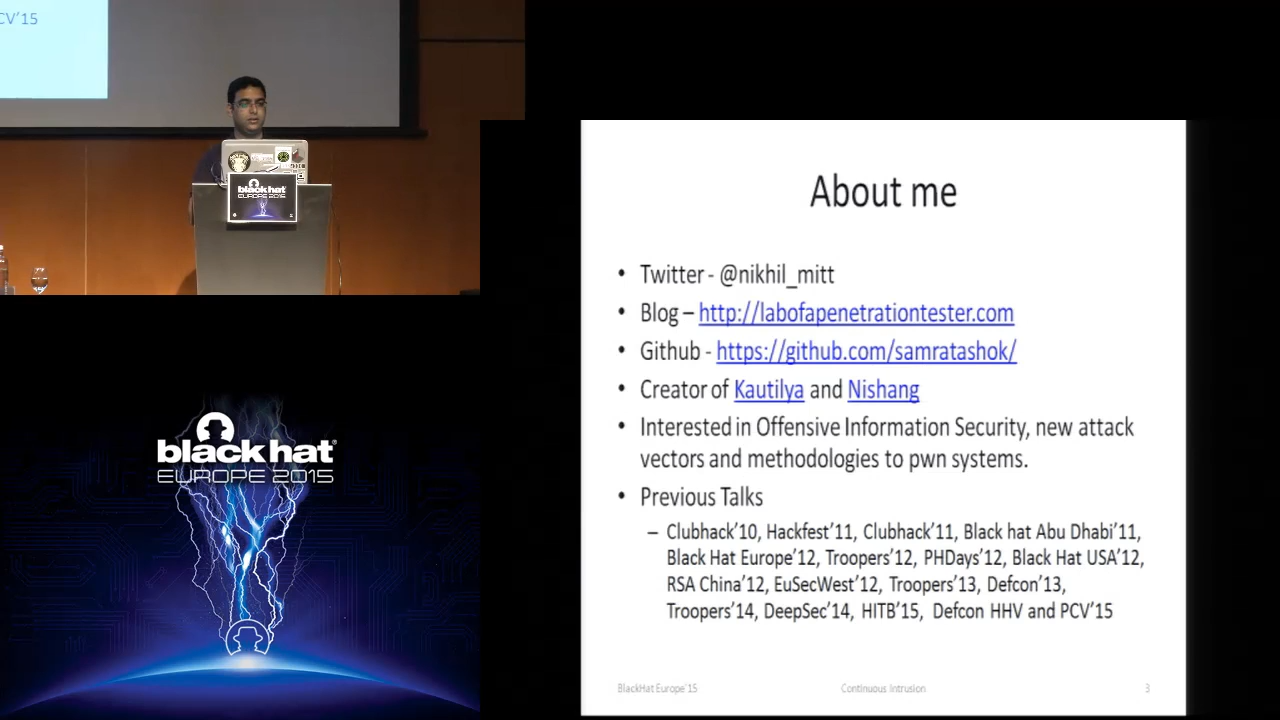 CV'15
black hat
EUROPE 2015
black hat
EUROPE 2015
About me
• Twitter - @nikhil_mitt
• Blog – http://labofapenetrationtester.com
• Github - https://github.com/samratashok/
• Creator of Kautilya and Nishang
• Interested in Offensive Information Security, new attack
vectors and methodologies to pwn systems.
• Previous Talks
– Clubhack'10, Hackfest'11, Clubhack'11, Black hat Abu Dhabi'11,
Black Hat Europe'12, Troopers'12, PHDays'12, Black Hat USA'12,
RSA China'12, EuSecWest'12, Troopers'13, Defcon'13,
Troopers'14, DeepSec'14, HITB'15, Defcon HHV and PCV'15
BlackHat Europe'15 Continuous Intrusion 3